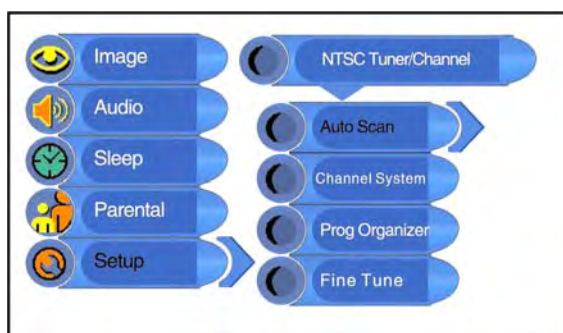 Image
Audio
Sleep
Parental
Setup
NTSC Tuner/Channel
Auto Scan
Channel System
Prog Organizer
Fine Tune